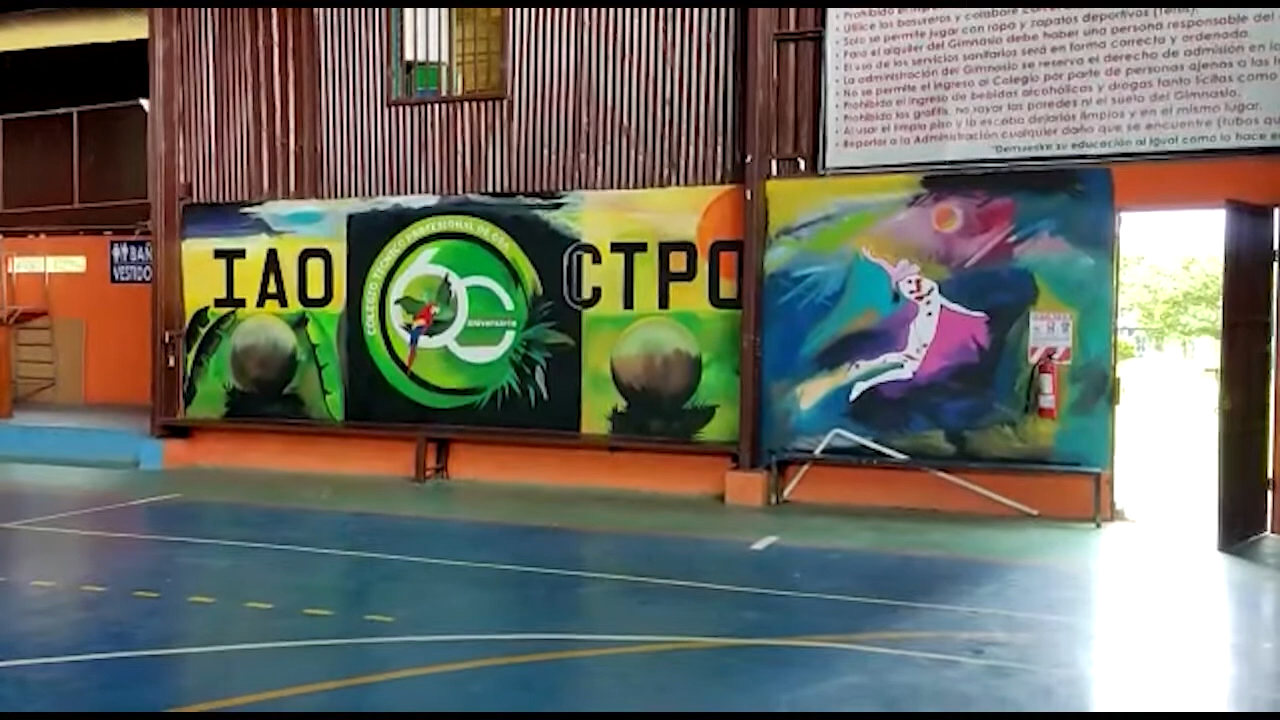 • Utilice los basureros y colabore
• Solo se permite jugar con ropa y zapatos deportivos (tenis).
• Para el alquiler del Gimnasio debe haber una persona responsable del
• El uso de los servicios sanitarios será en forma correcta y ordenada.
• La administración del Gimnasio se reserva el derecho de admisión en
• No se permite el ingreso al Colegio por parte de personas ajenas a las
• Prohibido el ingreso de bebidas alcohólicas y drogas tanto lícitas como
• Prohibido los graffis, no rayar las paredes ni el suelo del Gimnasio.
• Al usar el limpia piso y la escoba dejarlos limpios y en el mismo lugar.
• Reportar a la Administración cualquier daño que se encuentre (tubos
"Demuestre su educación al igual como lo hace
BAÑ
VESTIDO
IAO
COLEGIO TÉCNICO PROFESIONAL DE OSA
60
aniversario
CTPO